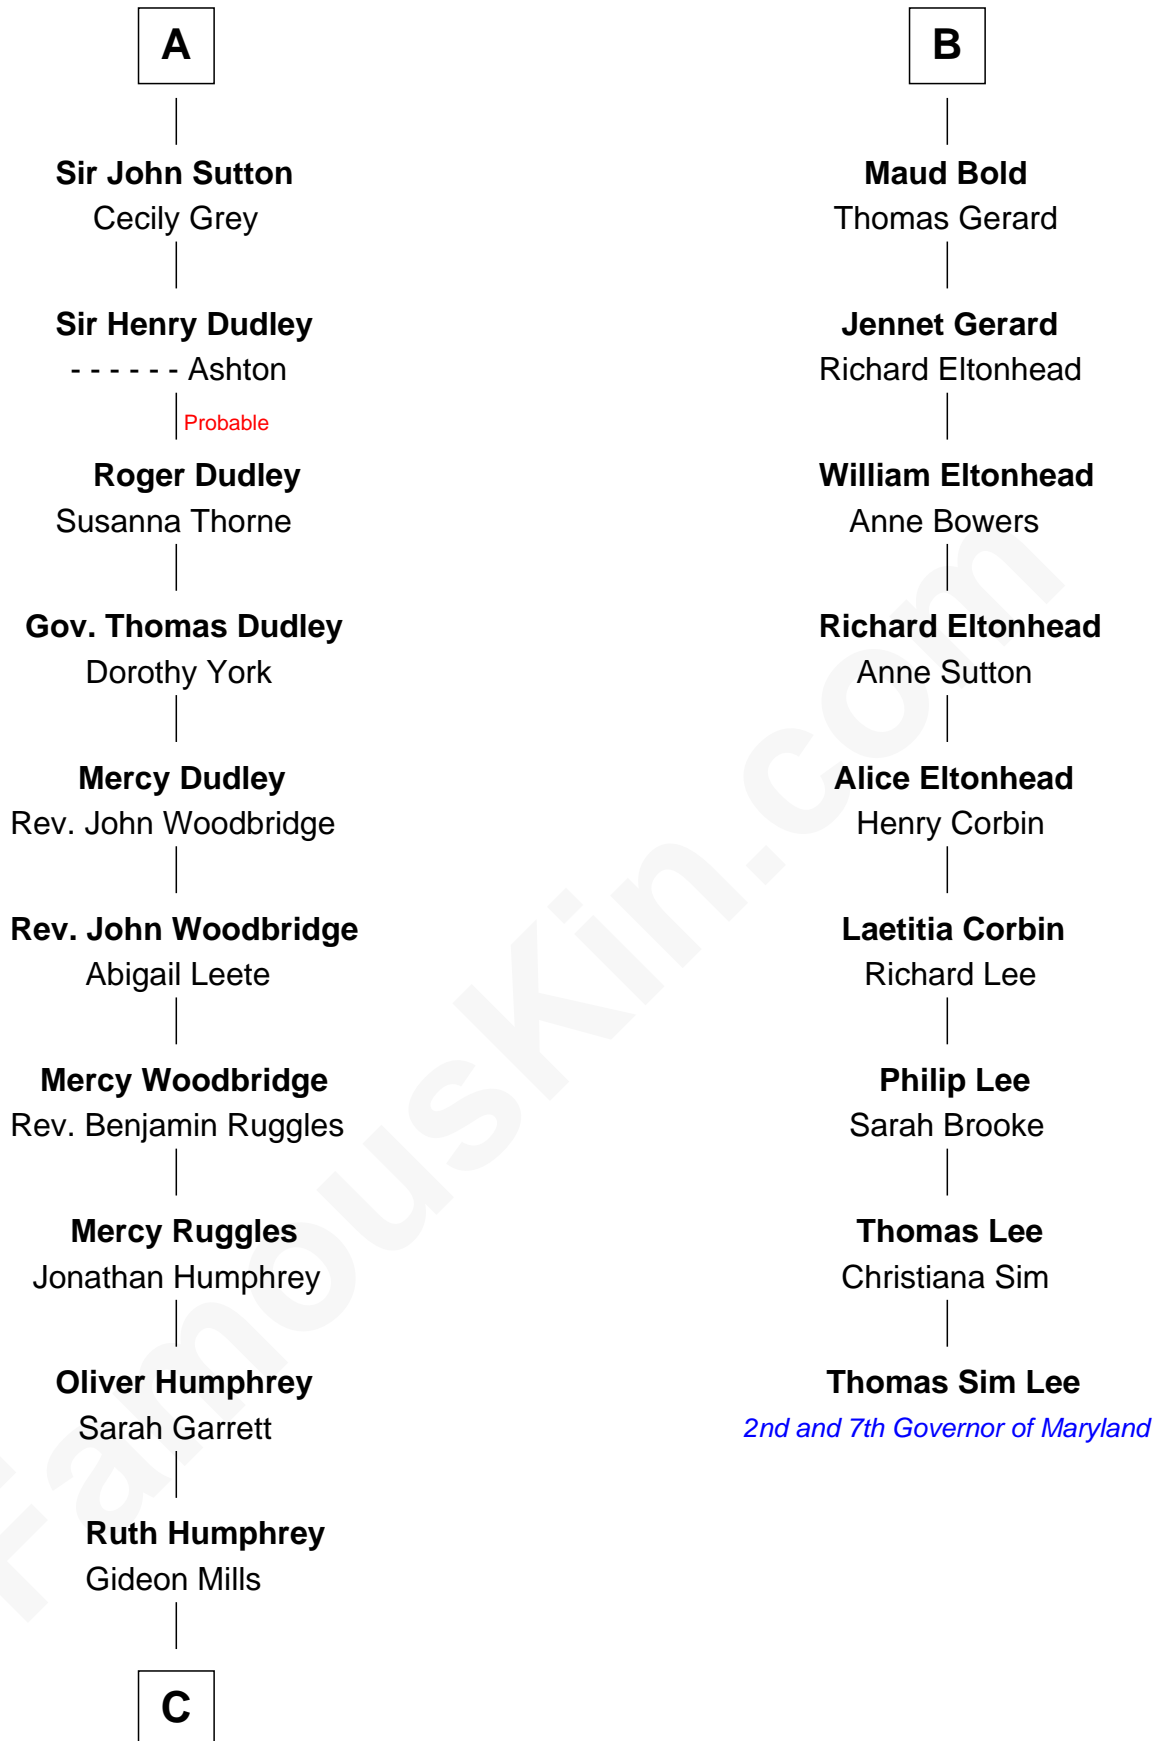 A
Sir John Sutton
Cecily Grey
Sir Henry Dudley
- - - - - - Ashton
Probable
Roger Dudley
Susanna Thorne
Gov. Thomas Dudley
Dorothy York
Mercy Dudley
Rev. John Woodbridge
Rev. John Woodbridge
Abigail Leete
Mercy Woodbridge
Rev. Benjamin Ruggles
Mercy Ruggles
Jonathan Humphrey
Oliver Humphrey
Sarah Garrett
Ruth Humphrey
Gideon Mills
C
B
Maud Bold
Thomas Gerard
Jennet Gerard
Richard Eltonhead
William Eltonhead
Anne Bowers
Richard Eltonhead
Anne Sutton
Alice Eltonhead
Henry Corbin
Laetitia Corbin
Richard Lee
Philip Lee
Sarah Brooke
Thomas Lee
Christiana Sim
Thomas Sim Lee
2nd and 7th Governor of Maryland
FamousKin.com